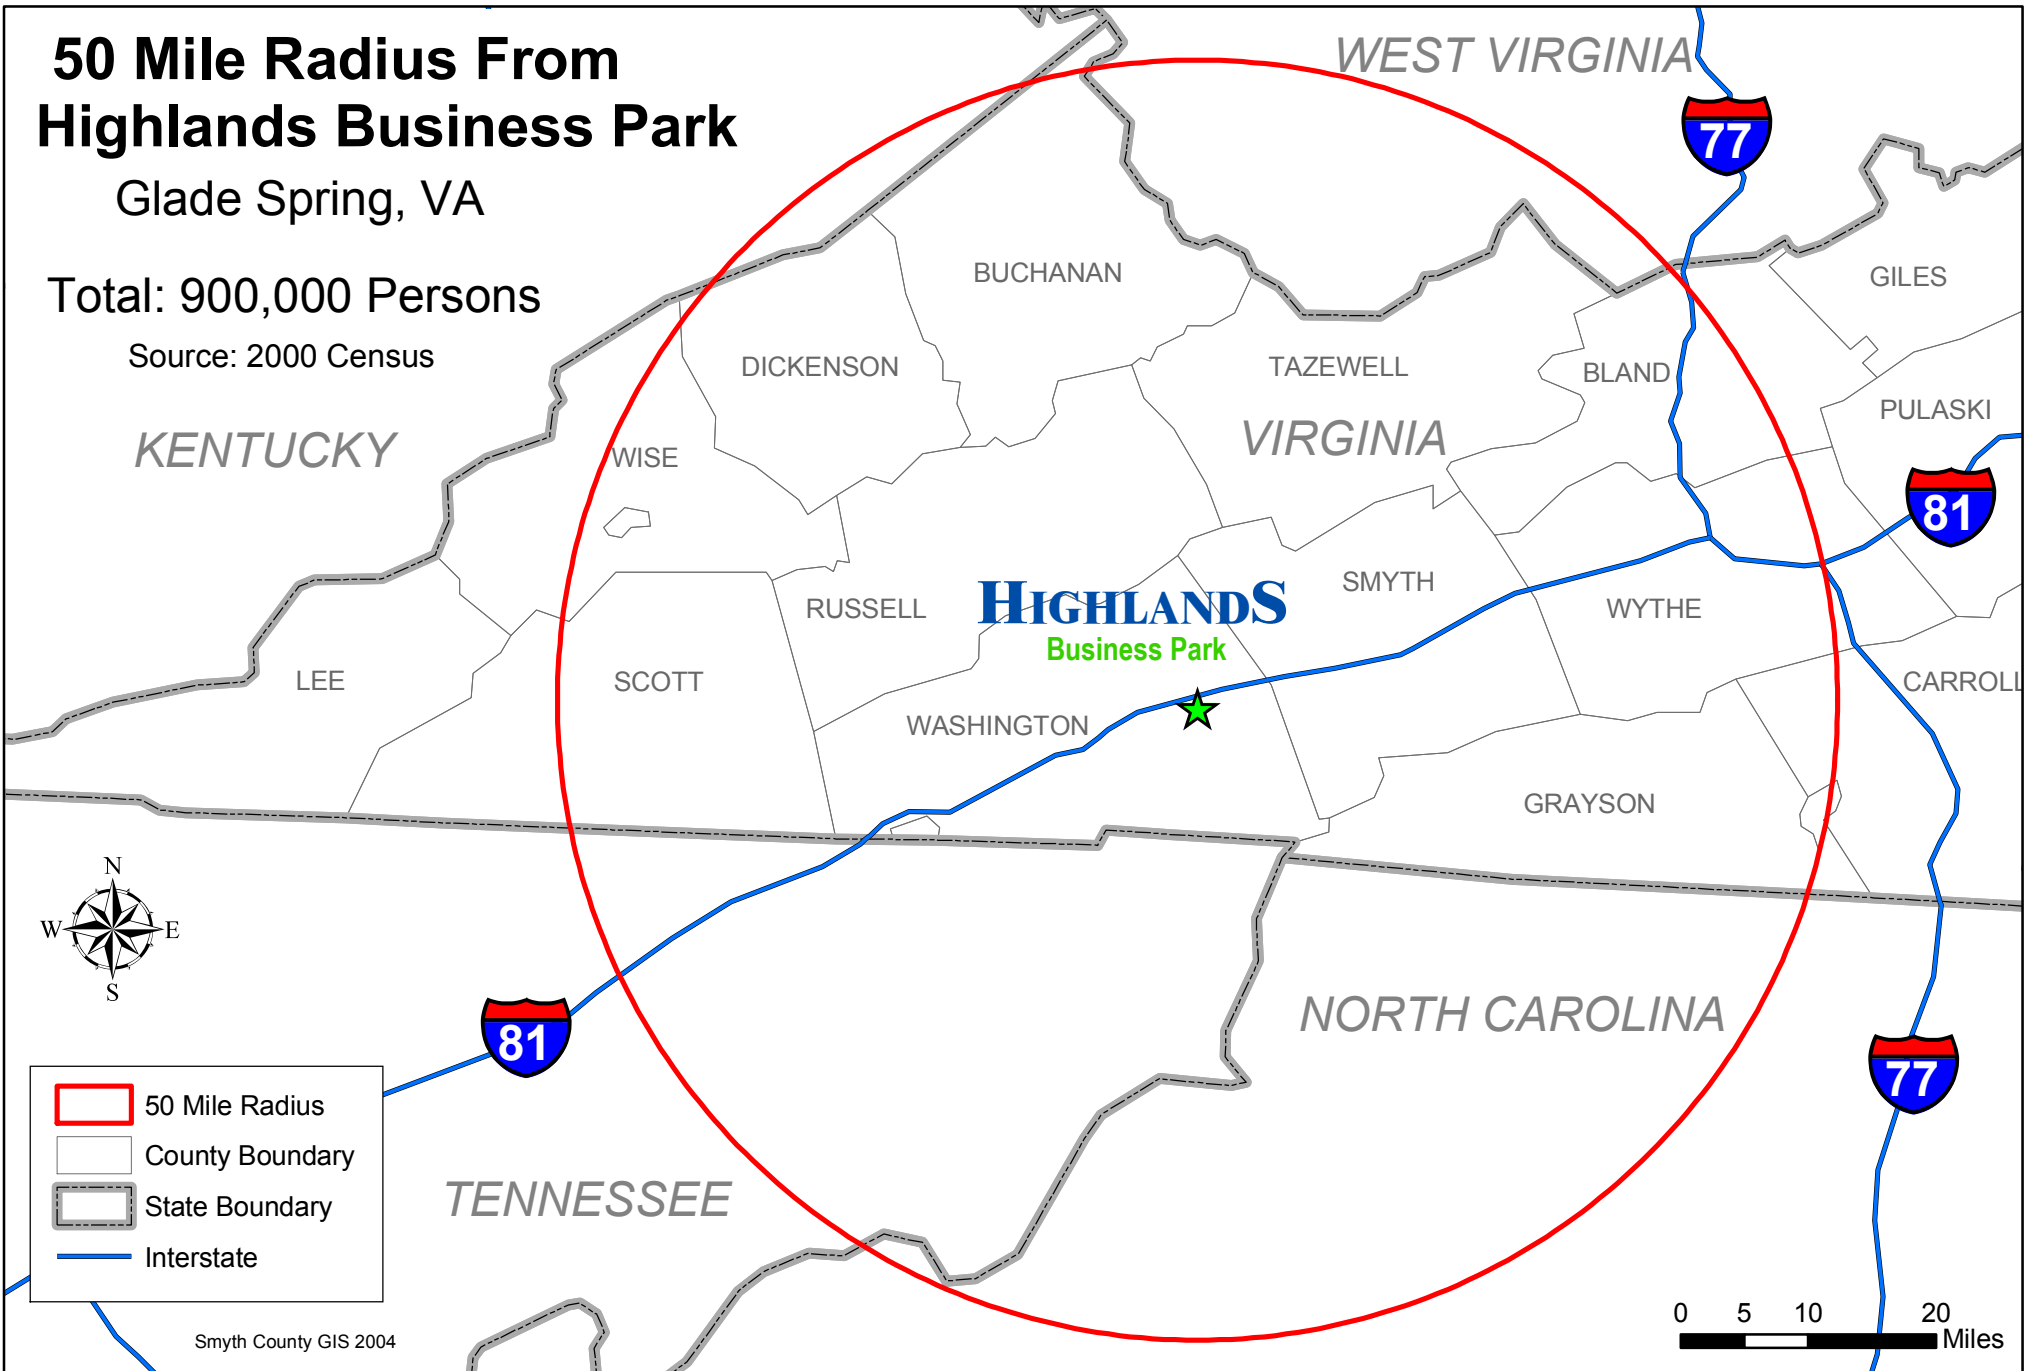 50 Mile Radius From
Highlands Business Park
Glade Spring, VA
Total: 900,000 Persons
Source: 2000 Census
WEST VIRGINIA
77
BUCHANAN
GILES
DICKENSON
TAZEWELL
BLAND
PULASKI
KENTUCKY
VIRGINIA
WISE
81
SMYTH
RUSSELL
HIGHLANDS
WYTHE
Business Park
LEE
SCOTT
CARROLL
WASHINGTON
GRAYSON
N
W E
S
NORTH CAROLINA
81
77
50 Mile Radius
County Boundary
State Boundary
Interstate
TENNESSEE
Smyth County GIS 2004
0 5 10 20
Miles